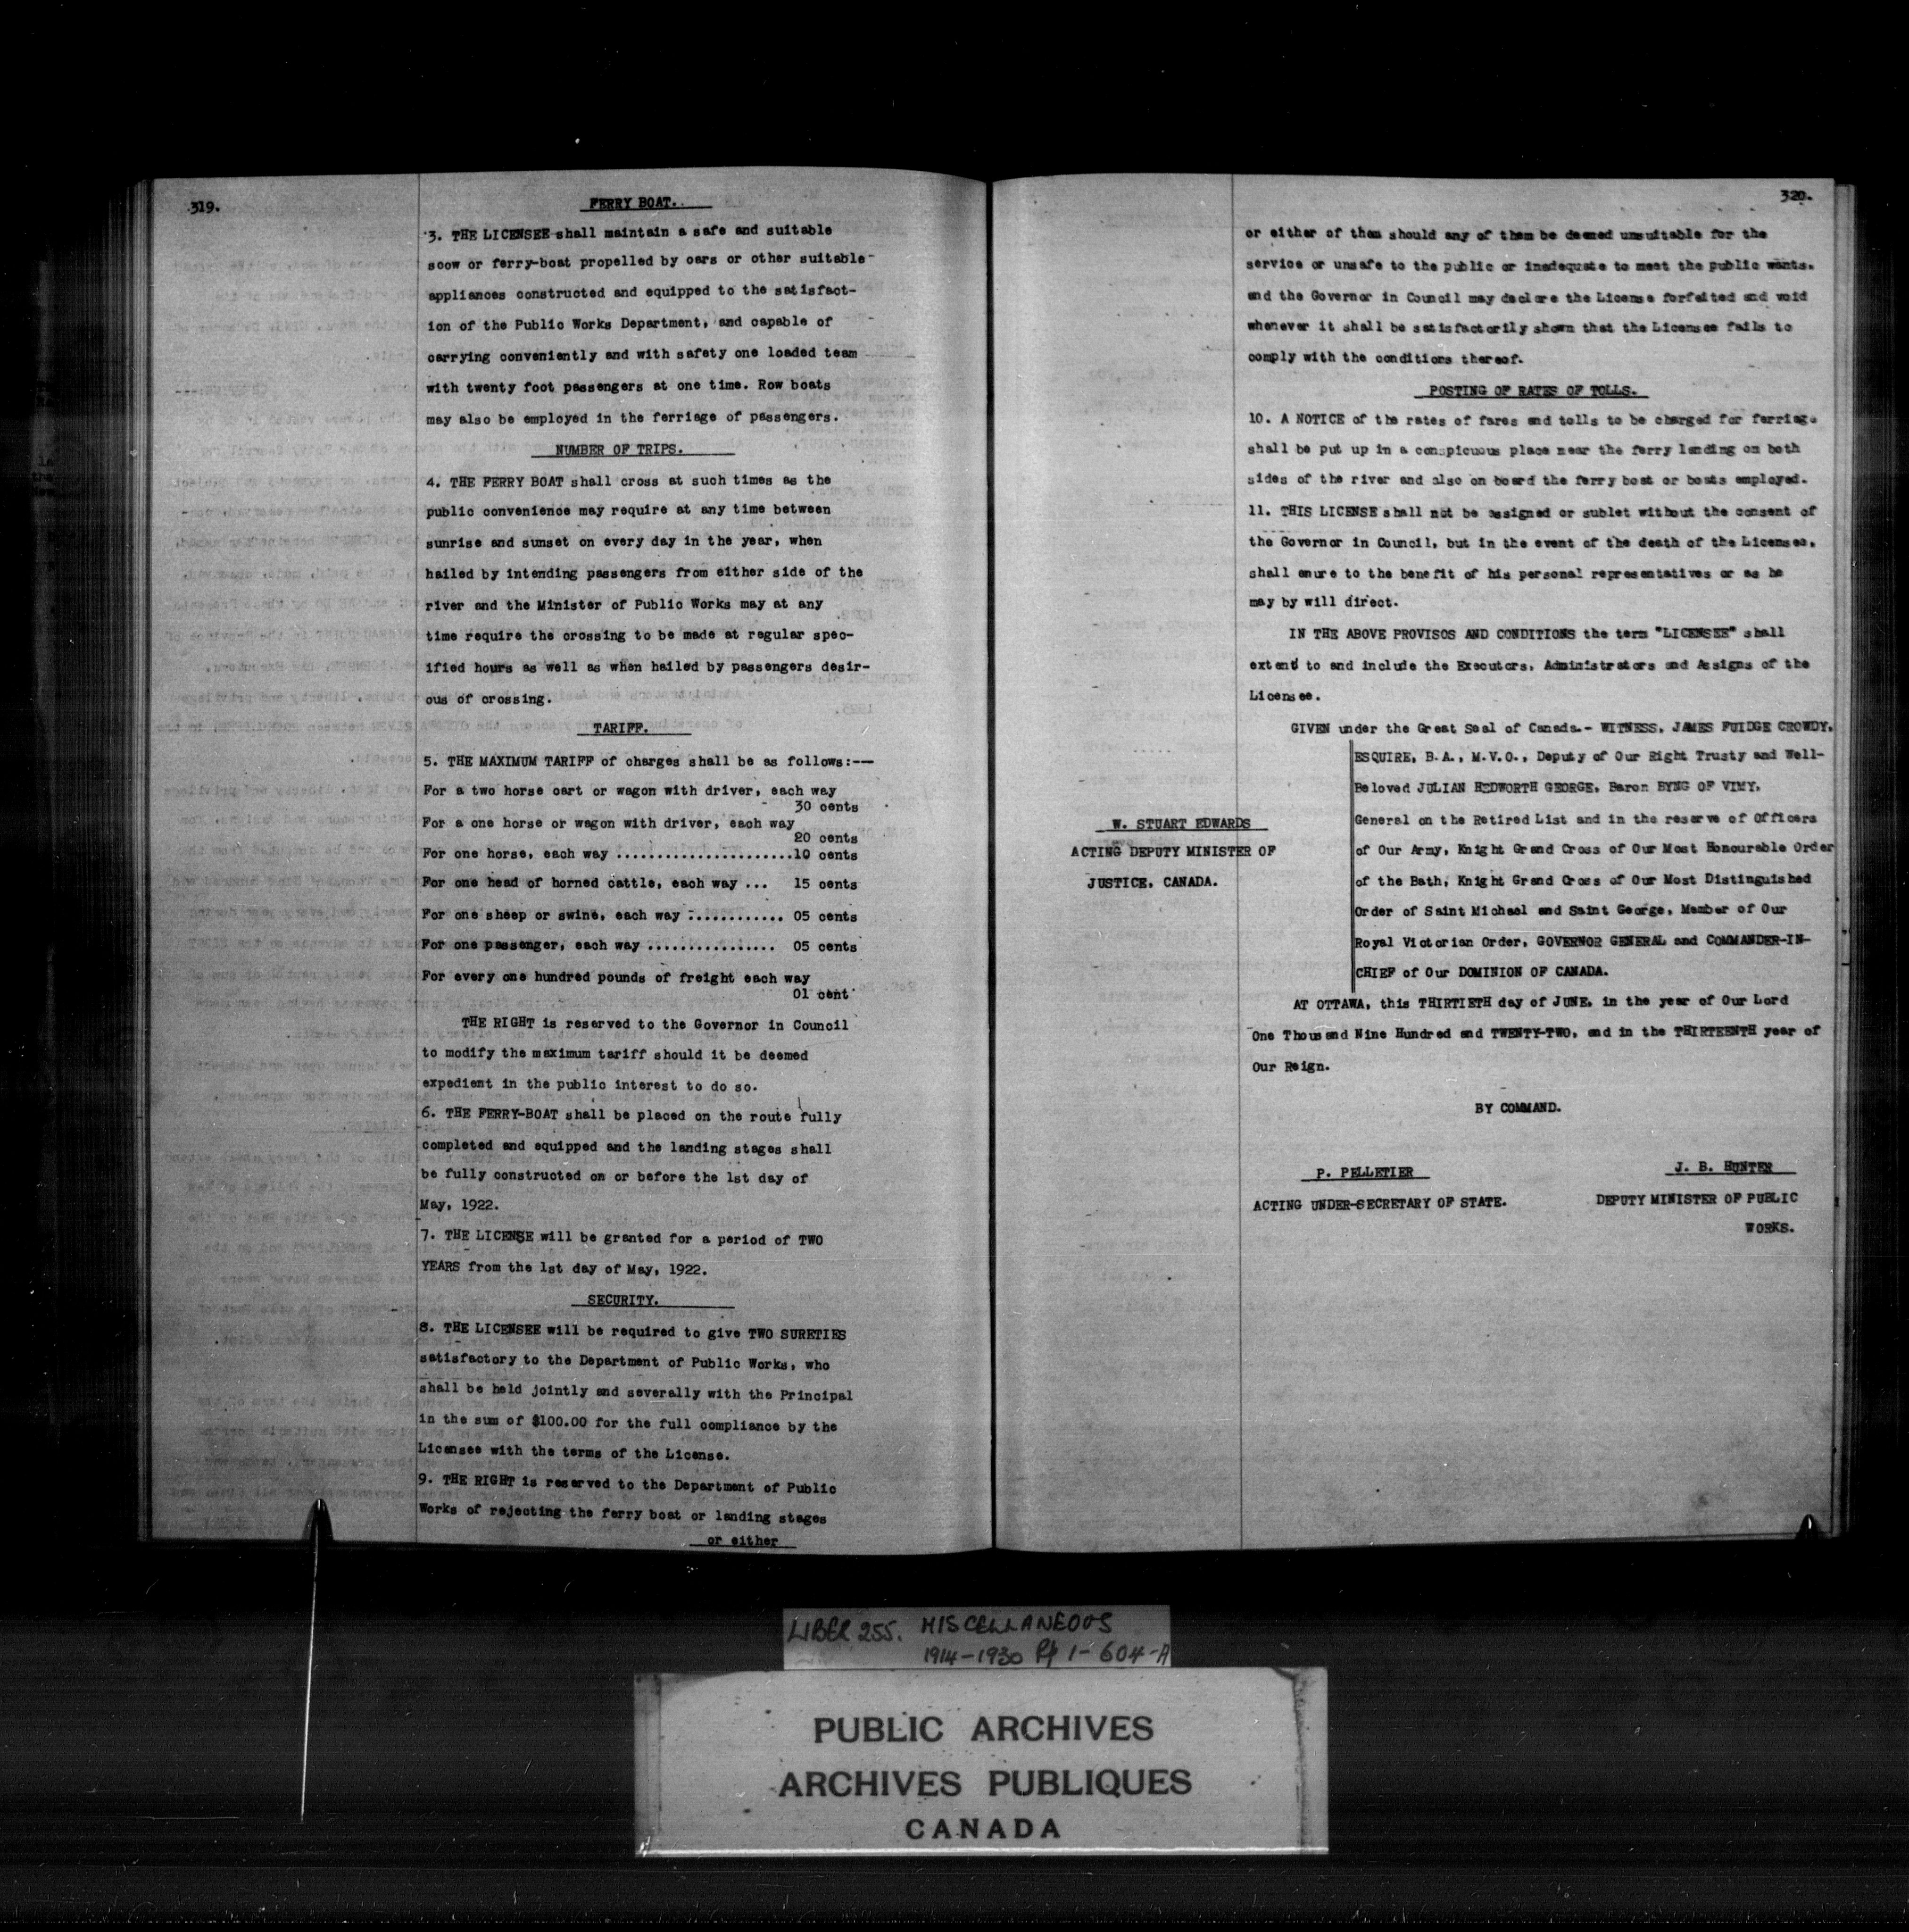 319.
FERRY BOAT.
3. THE LICENSEE shall maintain a safe and suitable
scow or ferry-boat propelled by oars or other suitable
appliances constructed and equipped to the satisfact-
ion of the Public Works Department, and capable of
carrying conveniently and with safety one loaded team
with twenty foot passengers at one time. Row boats
may also be employed in the ferriage of passengers.
NUMBER OF TRIPS.
4. THE FERRY BOAT shall cross at such times as the
public convenience may require at any time between
sunrise and sunset on every day in the year, when
hailed by intending passengers from either side of the
river and the Minister of Public Works may at any
time require the crossing to be made at regular spec-
ified hours as well as when hailed by passengers desir-
ous of crossing.
TARIFF.
5. THE MAXIMUM TARIFF of charges shall be as follows:--
For a two horse cart or wagon with driver, each way
30 cents
For a one horse or wagon with driver, each way
20 cents
For one horse, each way ......................10 cents
For one head of horned cattle, each way ... 15 cents
For one sheep or swine, each way ............ 05 cents
For one passenger, each way ................ 05 cents
For every one hundred pounds of freight each way
01 cent
THE RIGHT is reserved to the Governor in Council
to modify the maximum tariff should it be deemed
expedient in the public interest to do so.
6. THE FERRY-BOAT shall be placed on the route fully
completed and equipped and the landing stages shall
be fully constructed on or before the 1st day of
May, 1922.
7. THE LICENSE will be granted for a period of TWO
YEARS from the 1st day of May, 1922.
SECURITY.
8. THE LICENSEE will be required to give TWO SURETIES
satisfactory to the Department of Public Works, who
shall be held jointly and severally with the Principal
in the sum of $100.00 for the full compliance by the
Licensee with the terms of the License.
9. THE RIGHT is reserved to the Department of Public
Works of rejecting the ferry boat or landing stages
or either
320.
or either of them should any of them be deemed unsuitable for the
service or unsafe to the public or inadequate to meet the public wants.
and the Governor in Council may declare the License forfeited and void
whenever it shall be satisfactorily shown that the Licensee fails to
comply with the conditions thereof.
POSTING OF RATES OF TOLLS.
10. A NOTICE of the rates of fares and tolls to be charged for ferriage
shall be put up in a conspicuous place near the ferry landing on both
sides of the river and also on board the ferry boat or boats employed.
11. THIS LICENSE shall not be assigned or sublet without the consent of
the Governor in Council, but in the event of the death of the Licensee,
shall enure to the benefit of his personal representatives or as he
may by will direct.
IN THE ABOVE PROVISOS AND CONDITIONS the term "LICENSEE" shall
extend to and include the Executors, Administrators and Assigns of the
Licensee.
GIVEN under the Great Seal of Canada.- WITNESS, JAMES FUIDGE CROWDY,
ESQUIRE, B.A., M.V.O., Deputy of Our Right Trusty and Well-
Beloved JULIAN HEDWORTH GEORGE, Baron BYNG OF VIMY,
General on the Retired List and in the reserve of Officers
of Our Army, Knight Grand Cross of Our Most Honourable Order
of the Bath, Knight Grand Cross of Our Most Distinguished
Order of Saint Michael and Saint George, Member of Our
Royal Victorian Order, GOVERNOR GENERAL and COMMANDER-IN-
CHIEF of Our DOMINION OF CANADA.
W. STUART EDWARDS
ACTING DEPUTY MINISTER OF
JUSTICE, CANADA.
AT OTTAWA, this THIRTIETH day of JUNE, in the year of Our Lord
One Thousand Nine Hundred and TWENTY-TWO, and in the THIRTEENTH year of
Our Reign.
BY COMMAND.
P. PELLETIER
ACTING UNDER-SECRETARY OF STATE.
J. B. HUNTER
DEPUTY MINISTER OF PUBLIC
WORKS.
LIBER 255. MISCELLANEOUS
1914-1930 Pp 1-604-A
PUBLIC ARCHIVES
ARCHIVES PUBLIQUES
CANADA